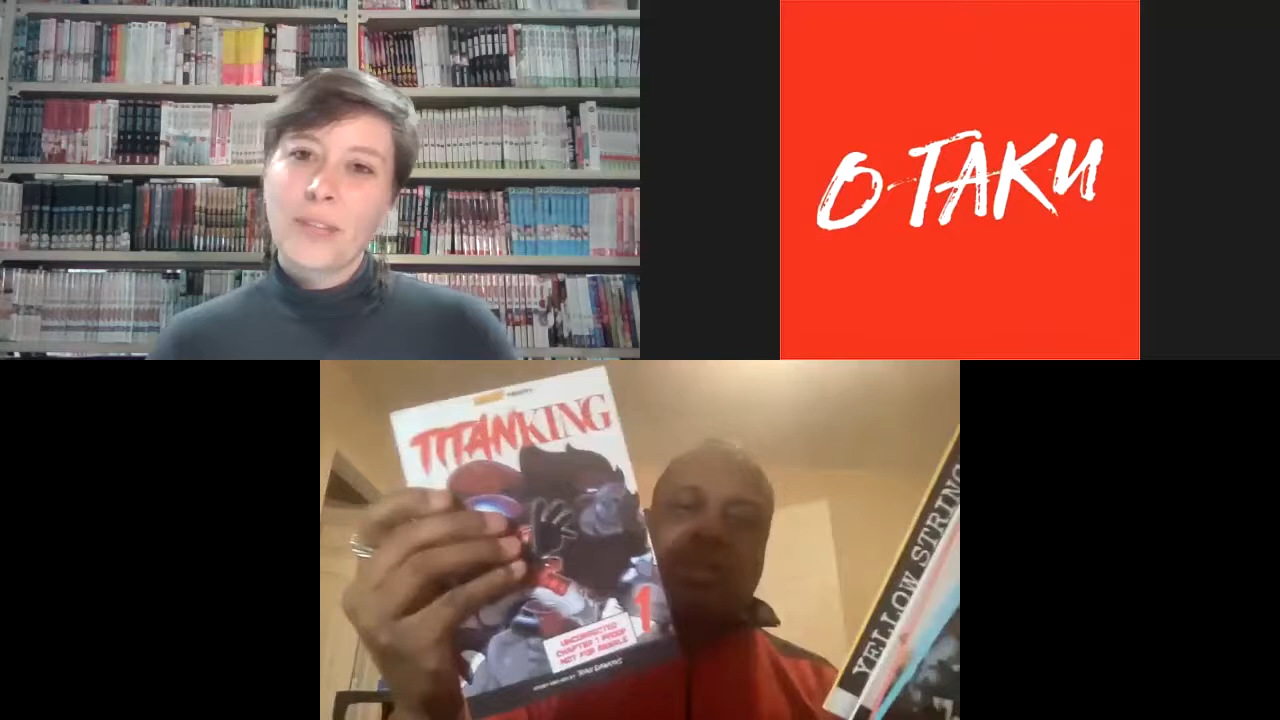 O-TAKU
TITANKING
1
UNCORRECTED
CHAPTER 1 PROOF
NOT FOR RESALE
YELLOW STRING